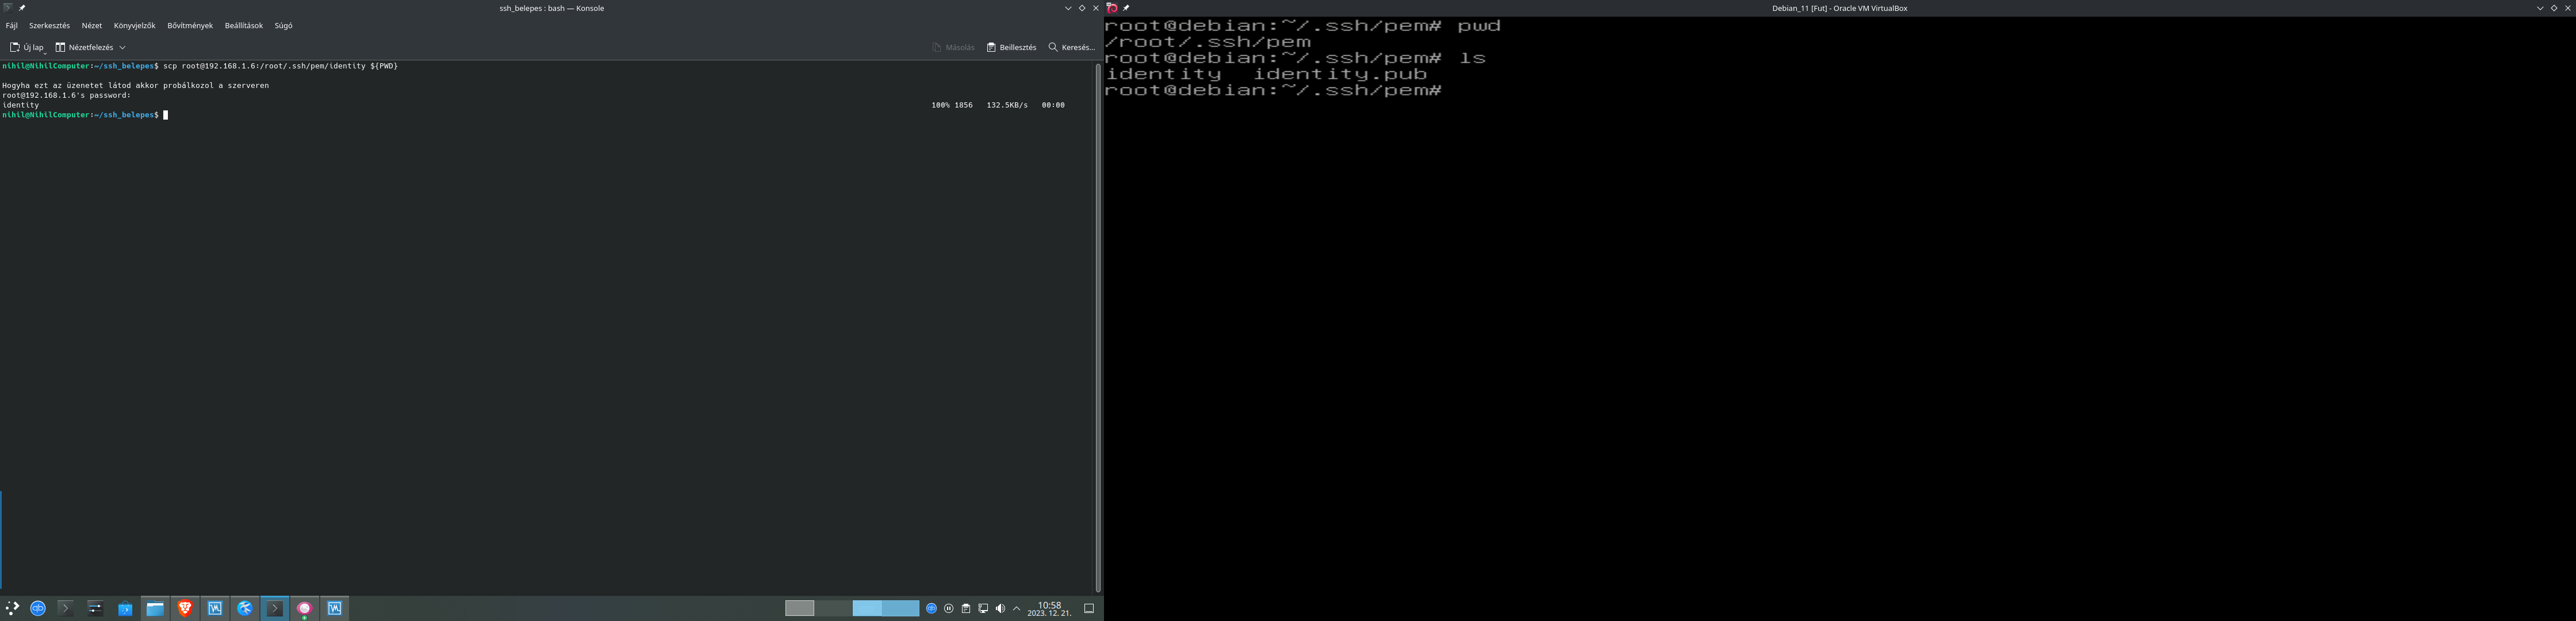 ssh_belepes : bash — Konsole
Fájl Szerkesztés Nézet Könyvjelzők Bővítmények Beállítások Súgó
Új lap Nézetfelezés Másolás Beillesztés Keresés...
nihil@NihilComputer:~/ssh_belepes$ scp root@192.168.1.6:/root/.ssh/pem/identity ${PWD}
Hogyha ezt az üzenetet látod akkor probálkozol a szerveren
root@192.168.1.6's password:
identity 100% 1856 132.5KB/s 00:00
nihil@NihilComputer:~/ssh_belepes$
10:58
2023. 12. 21.
Debian_11 [Fut] - Oracle VM VirtualBox
root@debian:~/.ssh/pem# pwd
/root/.ssh/pem
root@debian:~/.ssh/pem# ls
identity identity.pub
root@debian:~/.ssh/pem#